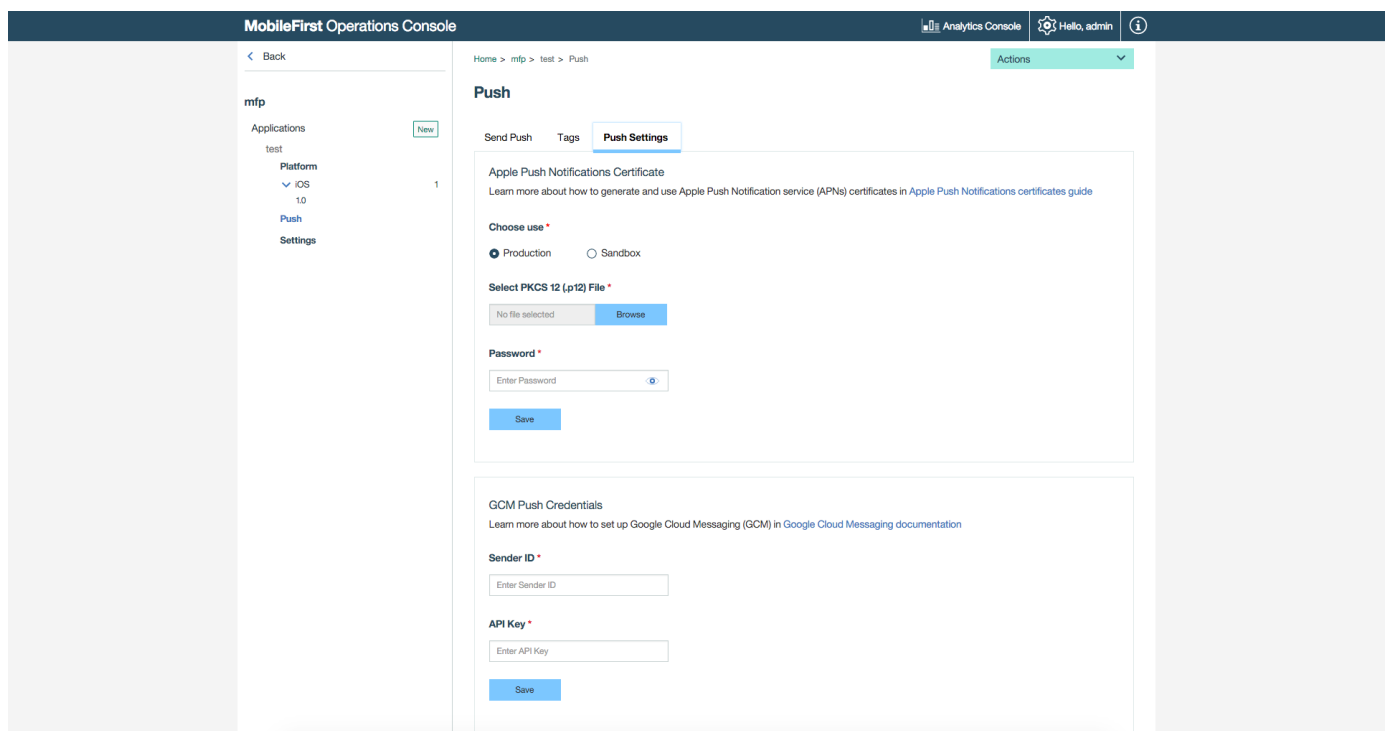 MobileFirst Operations Console
Analytics Console
Hello, admin
Back
mfp
Applications
New
test
Platform
iOS
1
1.0
Push
Settings
Home > mfp > test > Push
Actions
Push
Send Push
Tags
Push Settings
Apple Push Notifications Certificate
Learn more about how to generate and use Apple Push Notification service (APNs) certificates in Apple Push Notifications certificates guide
Choose use *
Production
Sandbox
Select PKCS 12 (.p12) File *
No file selected
Browse
Password *
Enter Password
Save
GCM Push Credentials
Learn more about how to set up Google Cloud Messaging (GCM) in Google Cloud Messaging documentation
Sender ID *
Enter Sender ID
API Key *
Enter API Key
Save